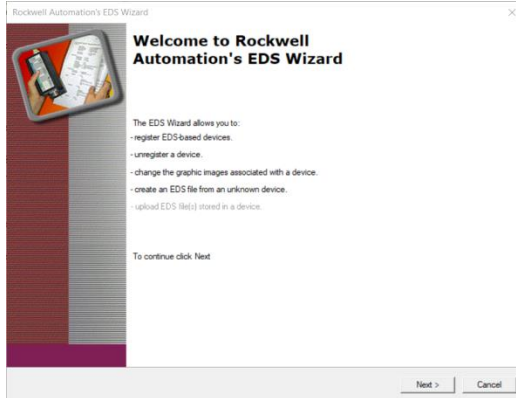 Rockwell Automation's EDS Wizard
Welcome to Rockwell
Automation's EDS Wizard
The EDS Wizard allows you to:
- register EDS-based devices.
- unregister a device.
- change the graphic images associated with a device.
- create an EDS file from an unknown device.
- upload EDS file(s) stored in a device.
To continue click Next
Next >
Cancel